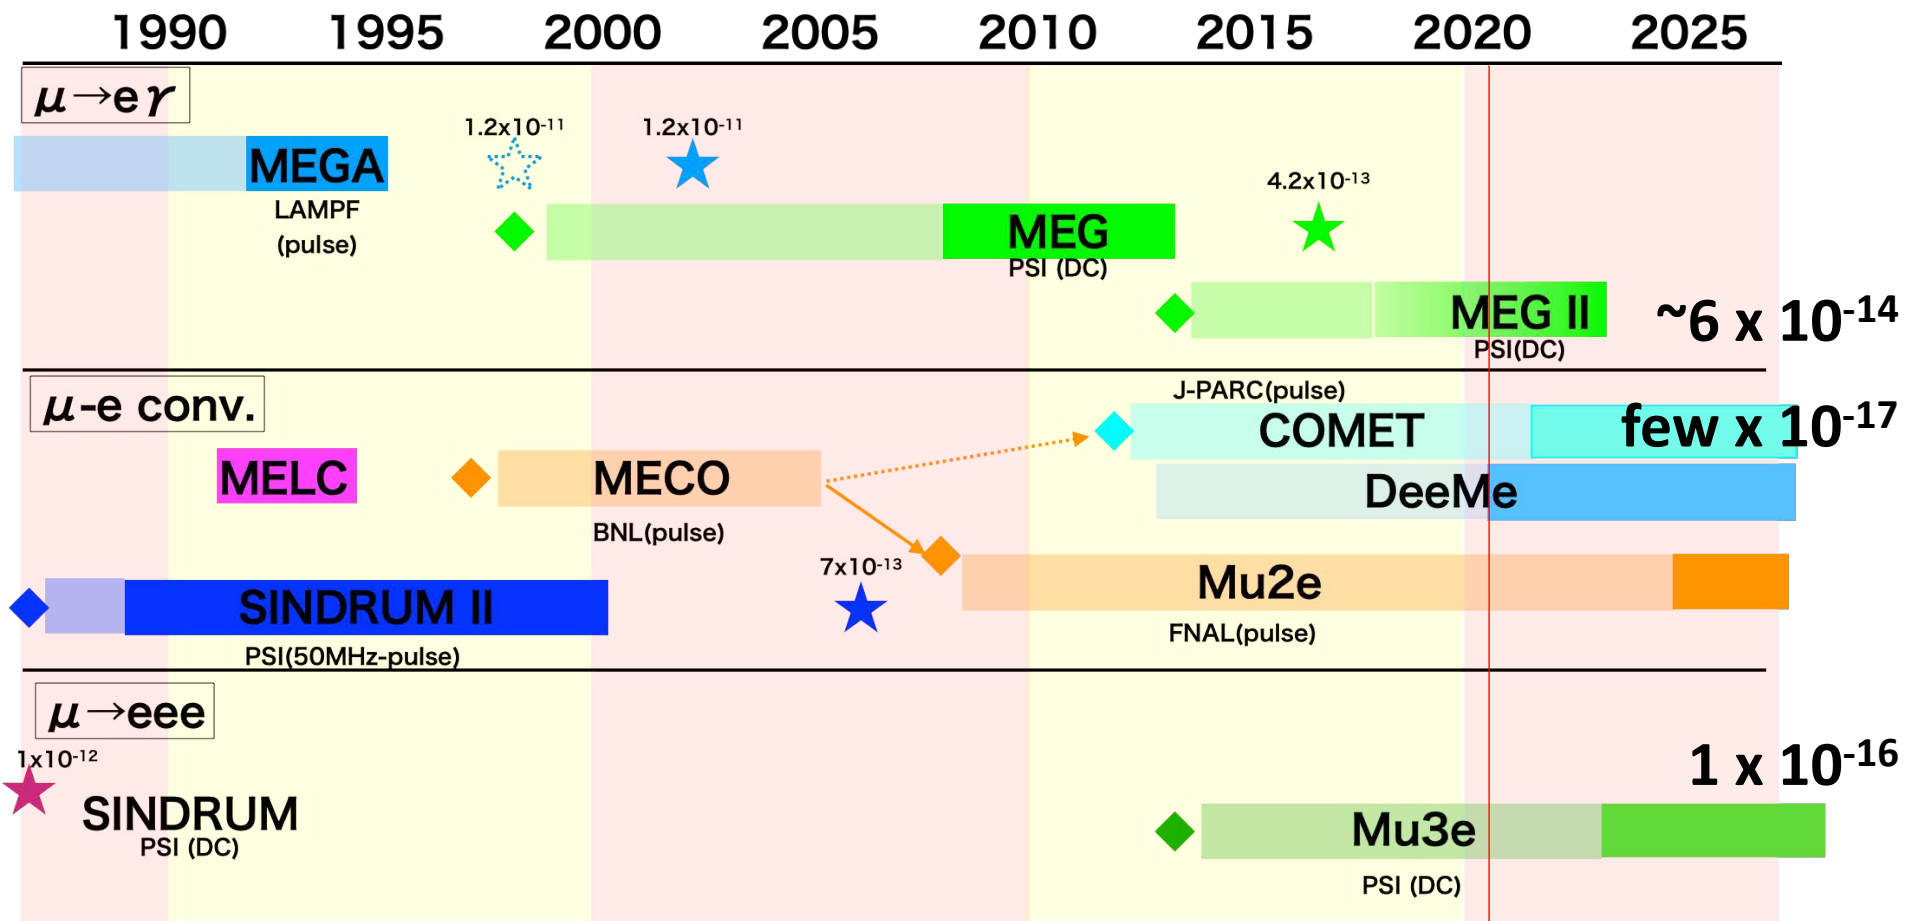 1990 1995 2000 2005 2010 2015 2020 2025
μ→eγ
1.2x10⁻¹¹ 1.2x10⁻¹¹
MEGA
4.2x10⁻¹³
LAMPF
(pulse)
MEG
PSI (DC)
MEG II ~6 x 10⁻¹⁴
PSI(DC)
μ-e conv.
J-PARC(pulse)
COMET few x 10⁻¹⁷
MELC MECO DeeMe
BNL(pulse)
7x10⁻¹³
Mu2e
SINDRUM II
FNAL(pulse)
PSI(50MHz-pulse)
μ→eee
1x10⁻¹²
1 x 10⁻¹⁶
SINDRUM
PSI (DC)
Mu3e
PSI (DC)